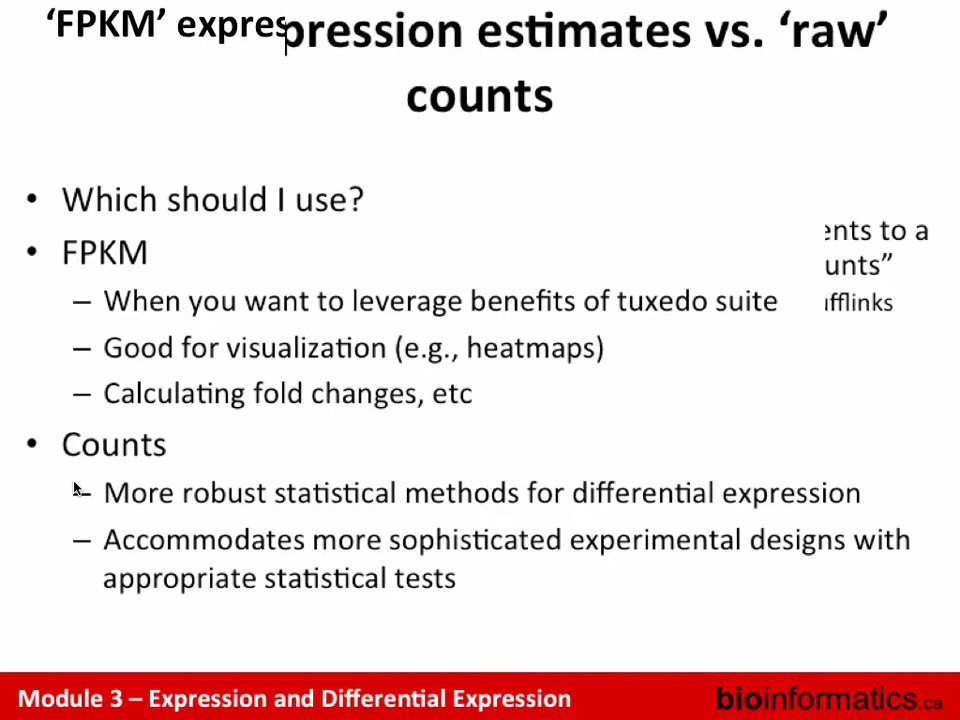 ‘FPKM’ expres
pression estimates vs. ‘raw’
counts
• Which should I use?
ents to a
• FPKM
unts”
– When you want to leverage benefits of tuxedo suite
ufflinks
– Good for visualization (e.g., heatmaps)
– Calculating fold changes, etc
• Counts
– More robust statistical methods for differential expression
– Accommodates more sophisticated experimental designs with
appropriate statistical tests
Module 3 – Expression and Differential Expression
bioinformatics.ca